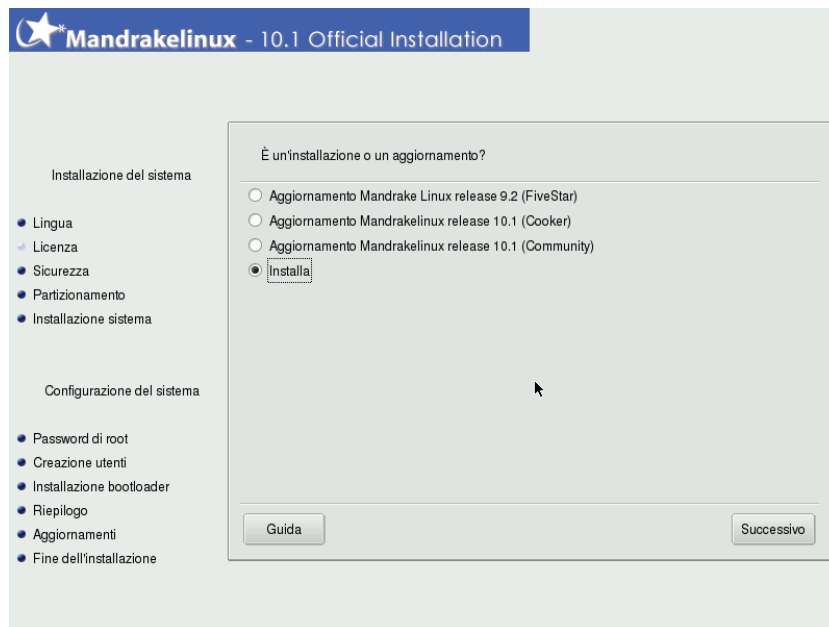 Mandrakelinux - 10.1 Official Installation
Installazione del sistema
Lingua
Licenza
Sicurezza
Partizionamento
Installazione sistema
Configurazione del sistema
Password di root
Creazione utenti
Installazione bootloader
Riepilogo
Aggiornamenti
Fine dell'installazione
È un'installazione o un aggiornamento?
Aggiornamento Mandrake Linux release 9.2 (FiveStar)
Aggiornamento Mandrakelinux release 10.1 (Cooker)
Aggiornamento Mandrakelinux release 10.1 (Community)
Installa
Guida
Successivo